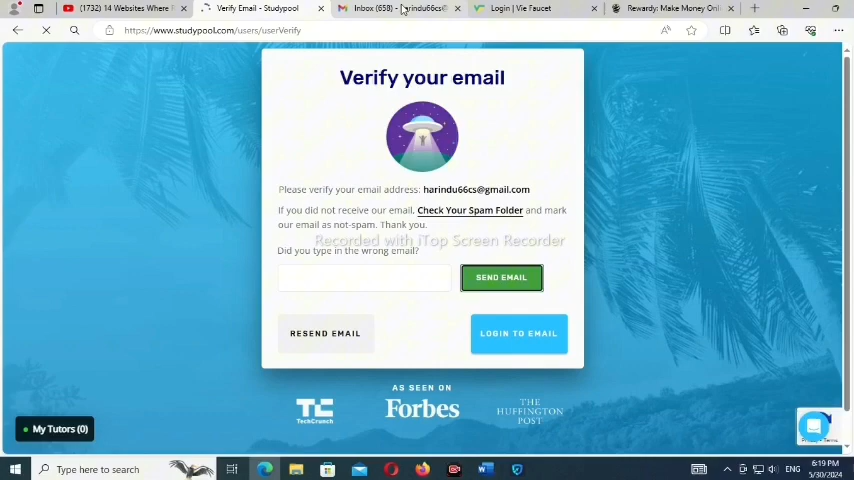 (1732) 14 Websites Where
Verify Email - Studypool
Inbox (658) -
arindu66cs@
Login | Vie Faucet
Rewardy: Make Money Onli
https://www.studypool.com/users/userVerify
Verify your email
Please verify your email address: harindu66cs@gmail.com
If you did not receive our email, Check Your Spam Folder and mark
our email as not-spam. Thank you.
Recorded with iTop Screen Recorder
Did you type in the wrong email?
SEND EMAIL
RESEND EMAIL
LOGIN TO EMAIL
AS SEEN ON
TC
TechCrunch
Forbes
THE
HUFFINGTON
POST
My Tutors (0)
Type here to search
ENG
6:19 PM
5/30/2024